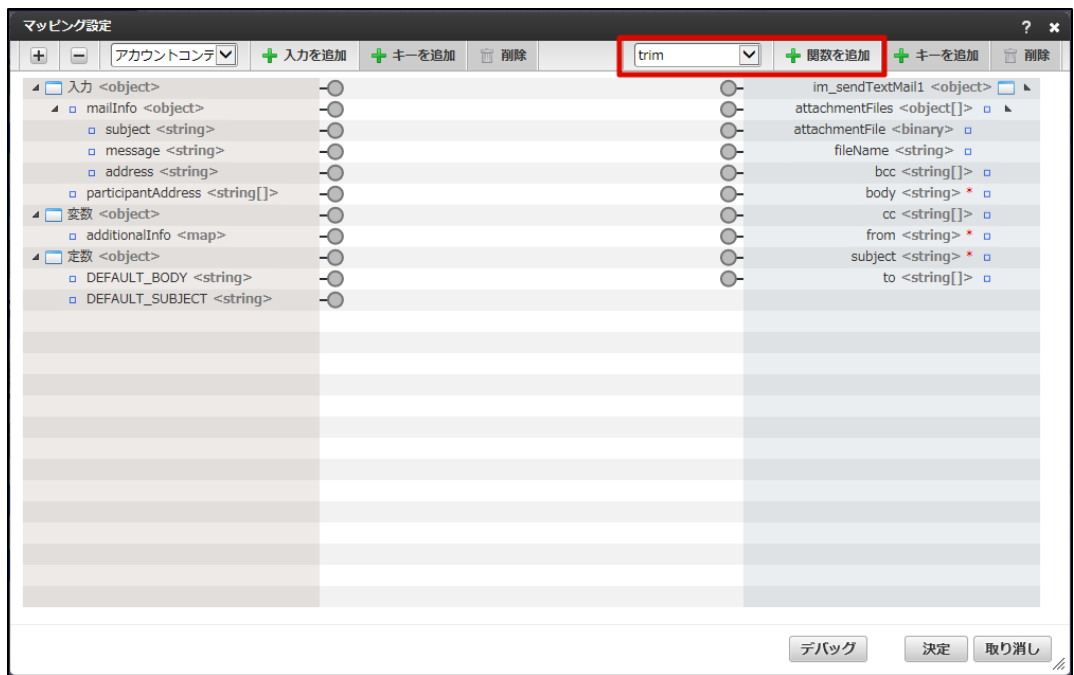 マッピング設定 ?
アカウントコンテ 入力を追加 キーを追加 削除 trim 関数を追加 キーを追加 削除
入力 <object> im_sendTextMail1 <object>
mailInfo <object> attachmentFiles <object[]>
subject <string> attachmentFile <binary>
message <string> fileName <string>
address <string> bcc <string[]>
participantAddress <string[]> body <string> *
変数 <object> cc <string[]>
additionalInfo <map> from <string> *
定数 <object> subject <string> *
DEFAULT_BODY <string> to <string[]>
DEFAULT_SUBJECT <string>
デバッグ 決定 取り消し